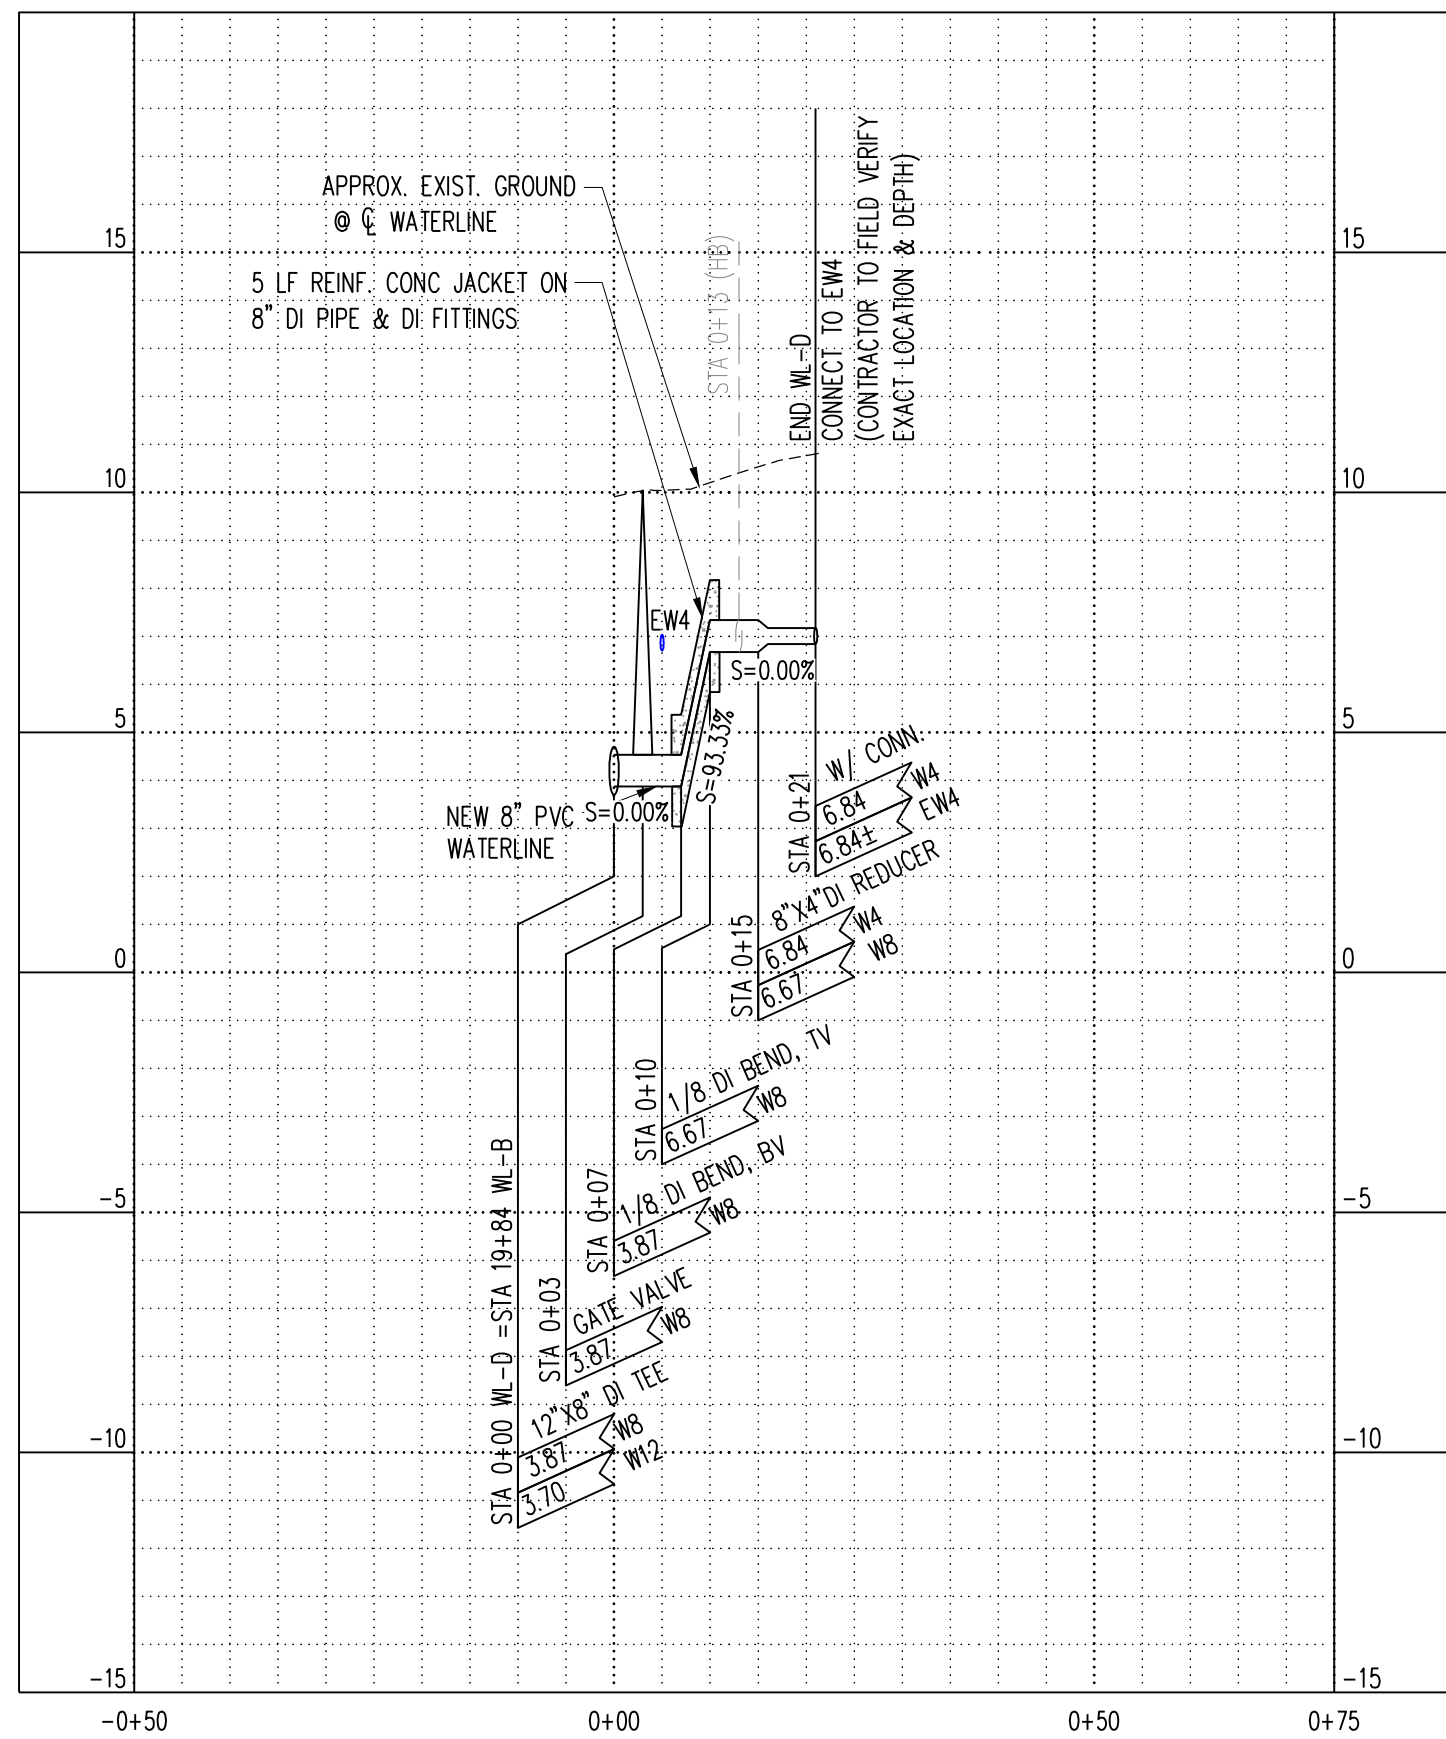 APPROX. EXIST. GROUND
@ ℄ WATERLINE
5 LF REINF. CONC JACKET ON
8" DI PIPE & DI FITTINGS
STA 0+13 (HB)
END WL-D
CONNECT TO EW4
(CONTRACTOR TO FIELD VERIFY
EXACT LOCATION & DEPTH)
15
15
10
10
EW4
S=0.00%
5
5
S=93.33%
NEW 8" PVC
WATERLINE
S=0.00%
STA 0+21
W/ CONN.
6.84
W4
6.84±
EW4
STA 0+15
8"X4"DI REDUCER
6.84
W4
6.67
W8
0
0
STA 0+10
1/8 DI BEND, TV
6.67
W8
STA 0+07
1/8 DI BEND, BV
3.87
W8
-5
-5
STA 0+03
GATE VALVE
3.87
W8
STA 0+00 WL-D =STA 19+84 WL-B
12"X8" DI TEE
3.87
W8
3.70
W12
-10
-10
-15
-15
-0+50
0+00
0+50
0+75